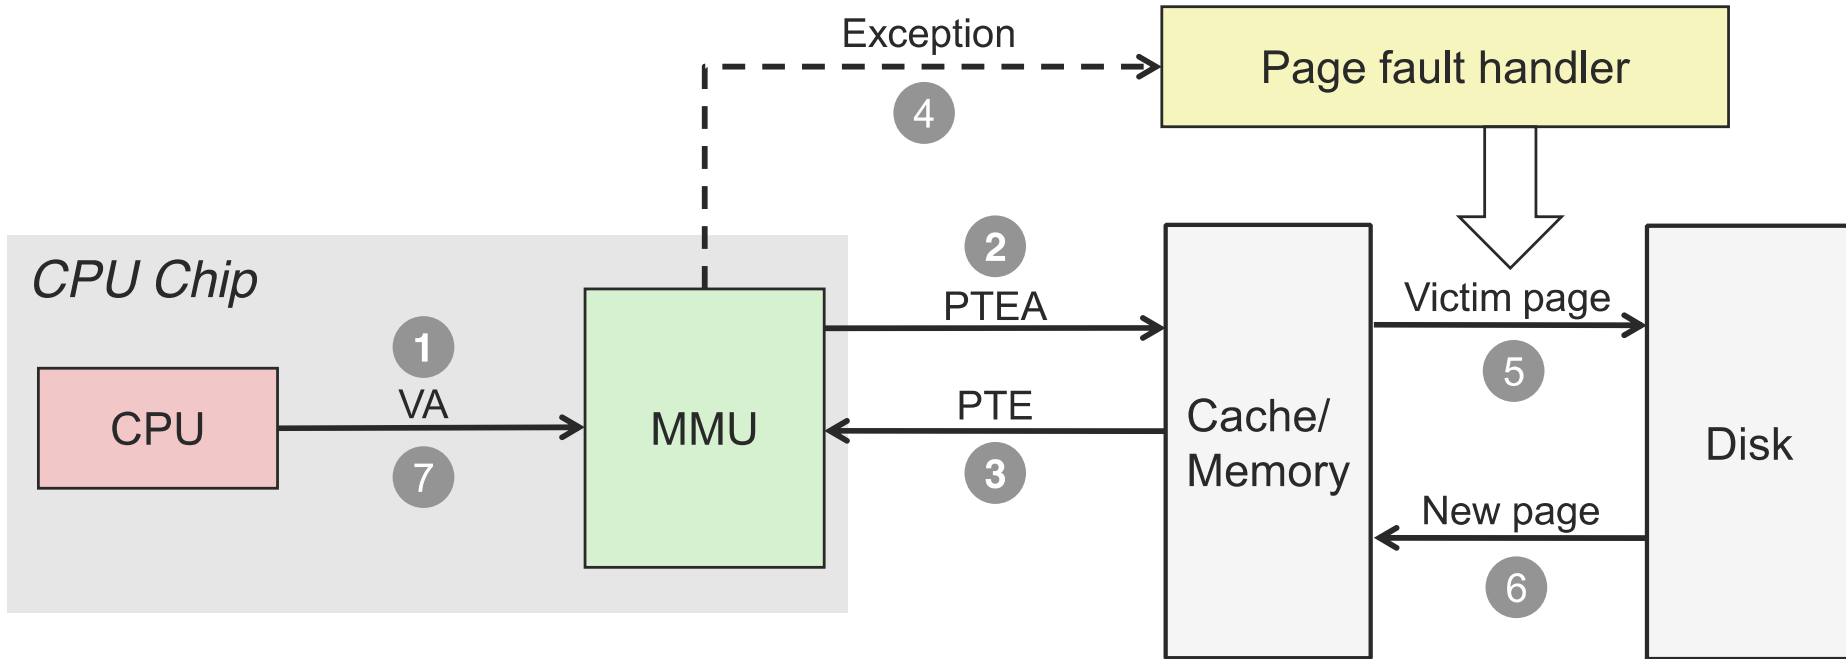 Exception
Page fault handler
4
CPU Chip
2
PTEA
Victim page
1
VA
5
CPU
MMU
PTE
Cache/
Memory
Disk
7
3
New page
6